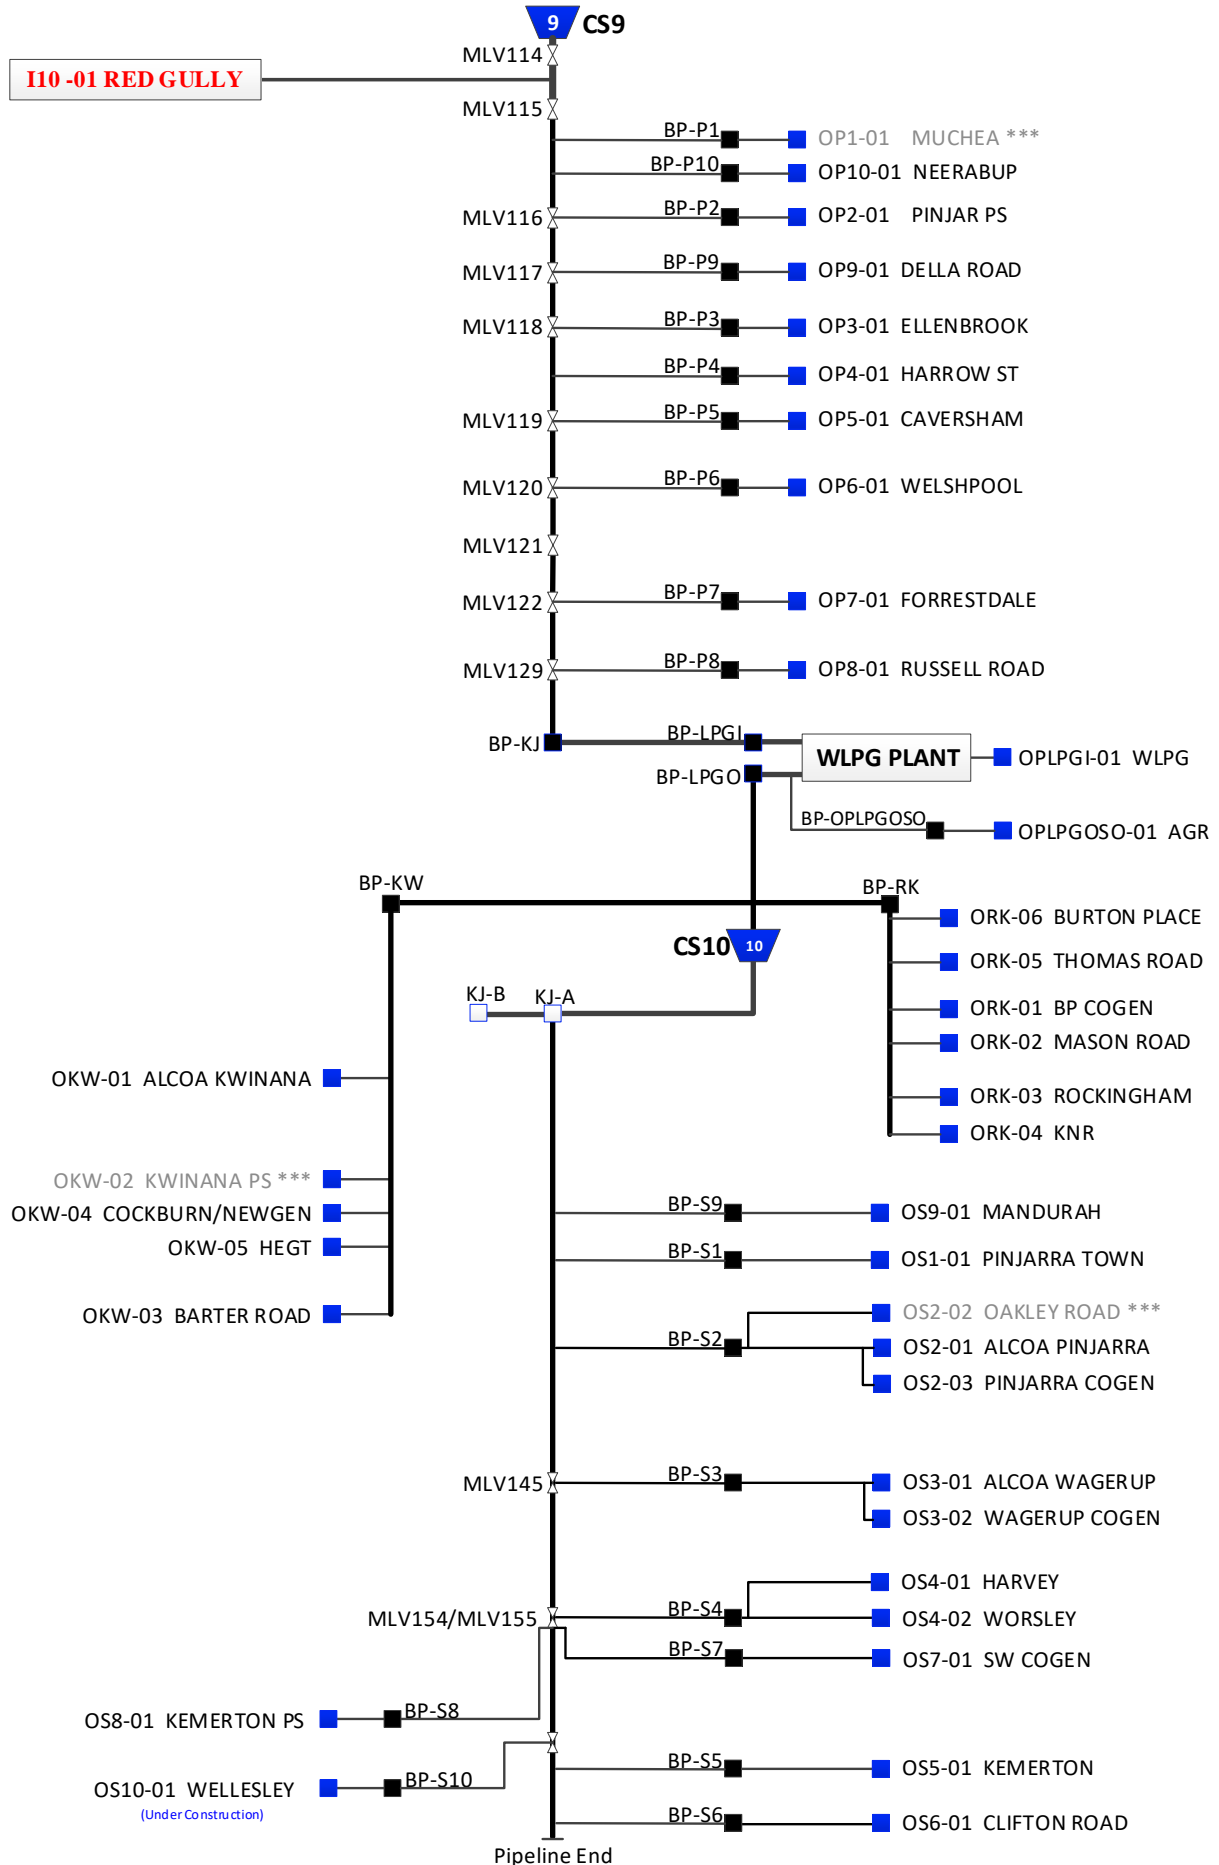 9 CS9
MLV114
I10 -01 RED GULLY
MLV115
BP-P1 OP1-01 MUCHEA ***
BP-P10 OP10-01 NEERABUP
MLV116 BP-P2 OP2-01 PINJAR PS
MLV117 BP-P9 OP9-01 DELLA ROAD
MLV118 BP-P3 OP3-01 ELLENBROOK
BP-P4 OP4-01 HARROW ST
MLV119 BP-P5 OP5-01 CAVERSHAM
MLV120 BP-P6 OP6-01 WELSHPOOL
MLV121
MLV122 BP-P7 OP7-01 FORRESTDALE
MLV129 BP-P8 OP8-01 RUSSELL ROAD
BP-KJ BP-LPGI
WLPG PLANT OPLPGI-01 WLPG
BP-LPGO
BP-OPLPGOSO OPLPGOSO-01 AGR
BP-KW BP-RK
ORK-06 BURTON PLACE
CS10 10
ORK-05 THOMAS ROAD
KJ-B KJ-A
ORK-01 BP COGEN
ORK-02 MASON ROAD
OKW-01 ALCOA KWINANA
ORK-03 ROCKINGHAM
ORK-04 KNR
OKW-02 KWINANA PS ***
OKW-04 COCKBURN/NEWGEN
BP-S9 OS9-01 MANDURAH
OKW-05 HEGT
BP-S1 OS1-01 PINJARRA TOWN
OKW-03 BARTER ROAD
OS2-02 OAKLEY ROAD ***
BP-S2 OS2-01 ALCOA PINJARRA
OS2-03 PINJARRA COGEN
MLV145 BP-S3 OS3-01 ALCOA WAGERUP
OS3-02 WAGERUP COGEN
OS4-01 HARVEY
MLV154/MLV155 BP-S4 OS4-02 WORSLEY
BP-S7 OS7-01 SW COGEN
OS8-01 KEMERTON PS BP-S8
BP-S5 OS5-01 KEMERTON
OS10-01 WELLESLEY BP-S10
(Under Construction)
BP-S6 OS6-01 CLIFTON ROAD
Pipeline End